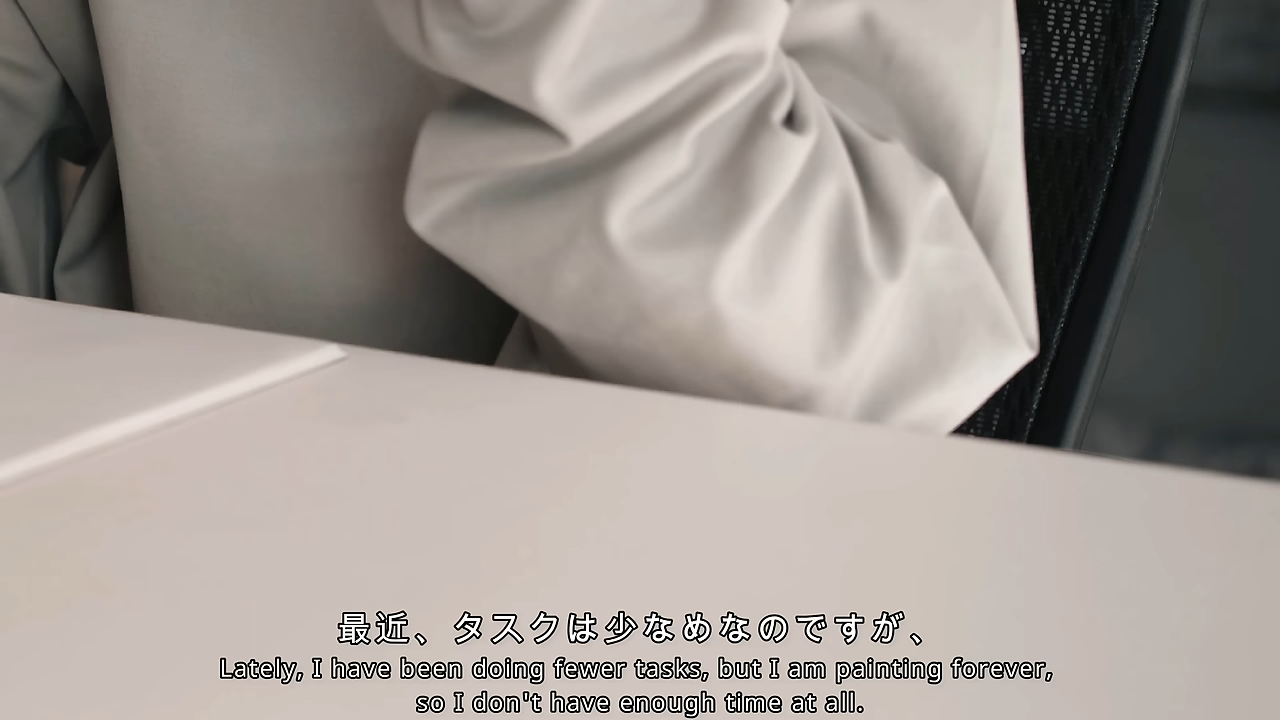 最近、タスクは少なめなのですが、
Lately, I have been doing fewer tasks, but I am painting forever,
so I don't have enough time at all.